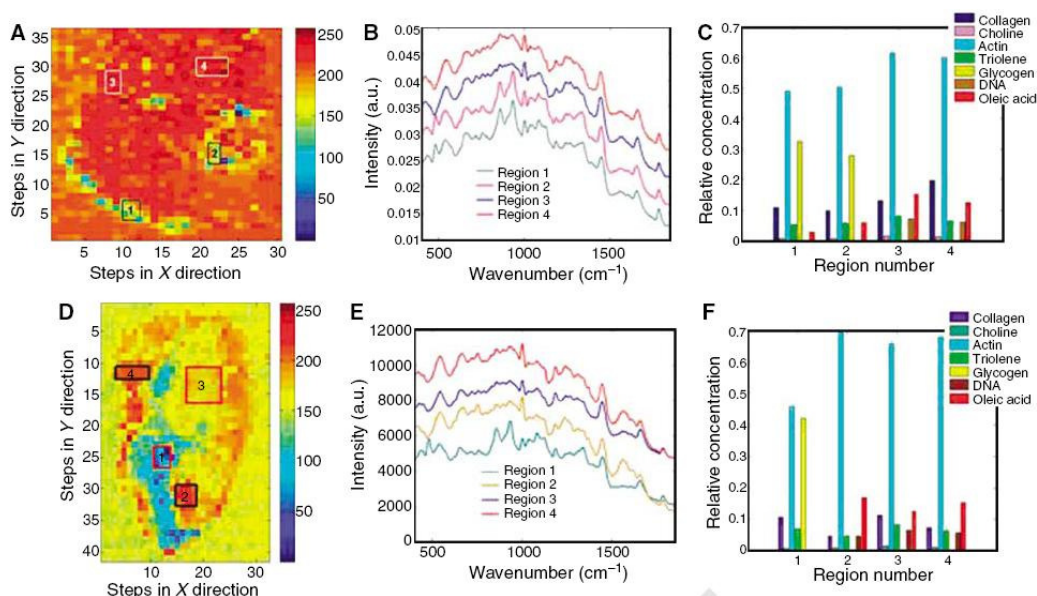 A
Steps in Y direction
35
30
25
20
15
10
5
1
2
3
4
5 10 15 20 25 30
Steps in X direction
250
200
150
100
50
B
Intensity (a.u.)
0.05
0.045
0.04
0.035
0.03
0.025
0.02
0.015
0.01
Region 1
Region 2
Region 3
Region 4
500 1000 1500
Wavenumber (cm−1)
C
Relative concentration
0.7
0.6
0.5
0.4
0.3
0.2
0.1
0
Collagen
Choline
Actin
Triolene
Glycogen
DNA
Oleic acid
1 2 3 4
Region number
D
Steps in Y direction
5
10
15
20
25
30
35
40
4
3
1
2
10 20 30
Steps in X direction
250
200
150
100
50
0
E
Intensity (a.u.)
12000
10000
8000
6000
4000
2000
0
Region 1
Region 2
Region 3
Region 4
500 1000 1500
Wavenumber (cm−1)
F
Relative concentration
0.7
0.6
0.5
0.4
0.3
0.2
0.1
0
Collagen
Choline
Actin
Triolene
Glycogen
DNA
Oleic acid
1 2 3 4
Region number